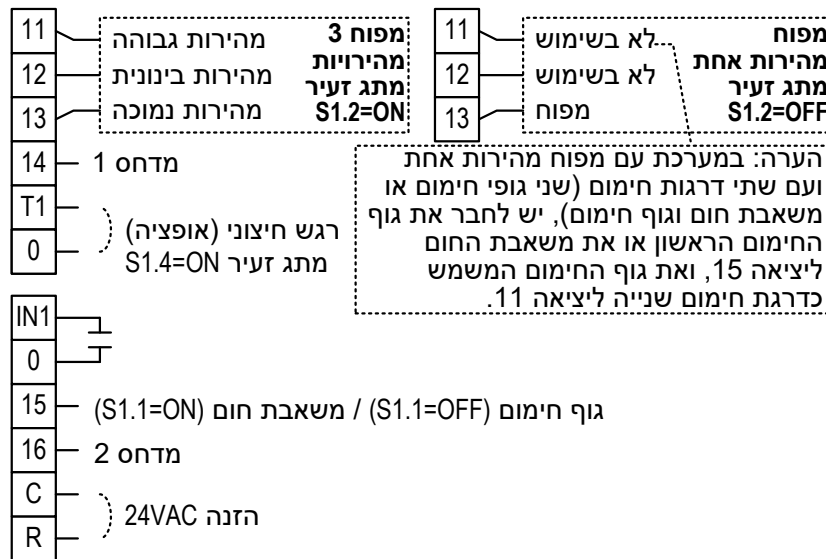 11
מהירות גבוהה
12
מהירות בינונית
13
מהירות נמוכה
מפוח 3
מהירויות
מתג זעיר
S1.2=ON
14
מדחס 1
T1
0
רגש חיצוני (אופציה)
מתג זעיר S1.4=ON
11
לא בשימוש
12
לא בשימוש
13
מפוח
מפוח
מהירות אחת
מתג זעיר
S1.2=OFF
הערה: במערכת עם מפוח מהירות אחת
ועם שתי דרגות חימום (שני גופי חימום או
משאבת חום וגוף חימום), יש לחבר את גוף
החימום הראשון או את משאבת החום
ליציאה 15, ואת גוף החימום המשמש
כדרגת חימום שנייה ליציאה 11.
IN1
0
15
גוף חימום (S1.1=OFF) / משאבת חום (S1.1=ON)
16
מדחס 2
C
R
הזנה 24VAC